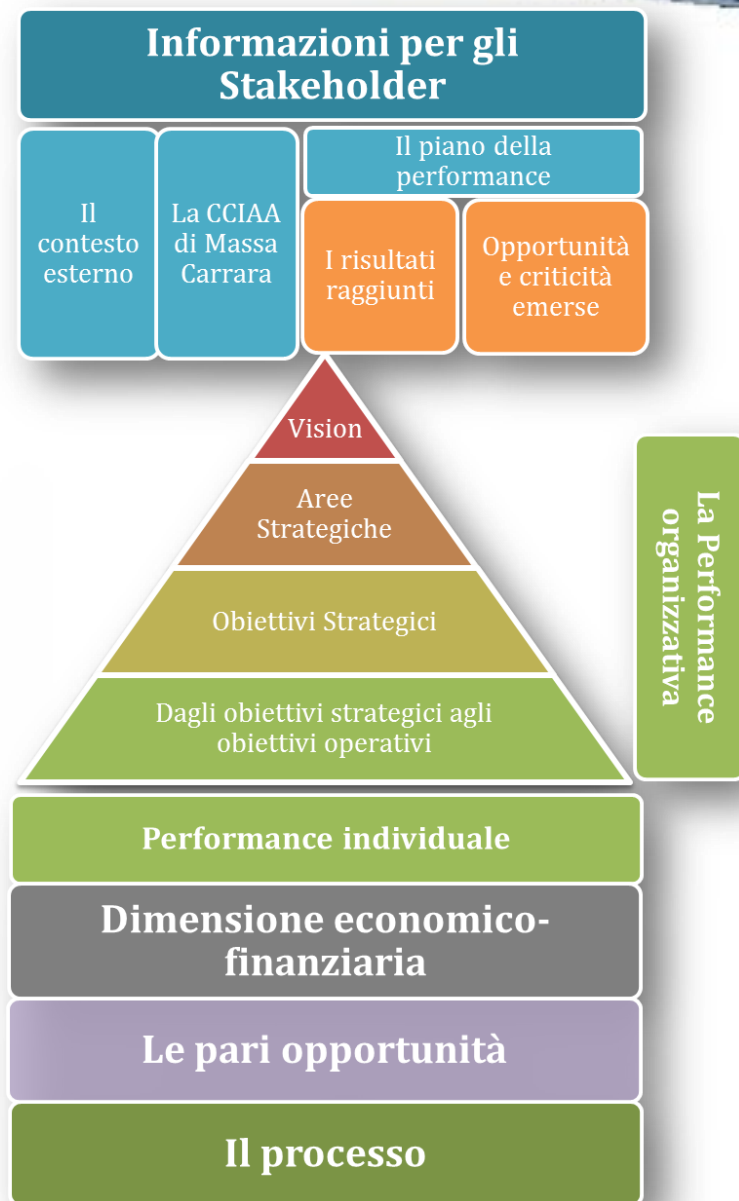 Informazioni per gli
Stakeholder
Il
contesto
esterno
La CCIAA
di Massa
Carrara
Il piano della
performance
I risultati
raggiunti
Opportunità
e criticità
emerse
Vision
Aree
Strategiche
Obiettivi Strategici
Dagli obiettivi strategici agli
obiettivi operativi
La Performance
organizzativa
Performance individuale
Dimensione economico-
finanziaria
Le pari opportunità
Il processo